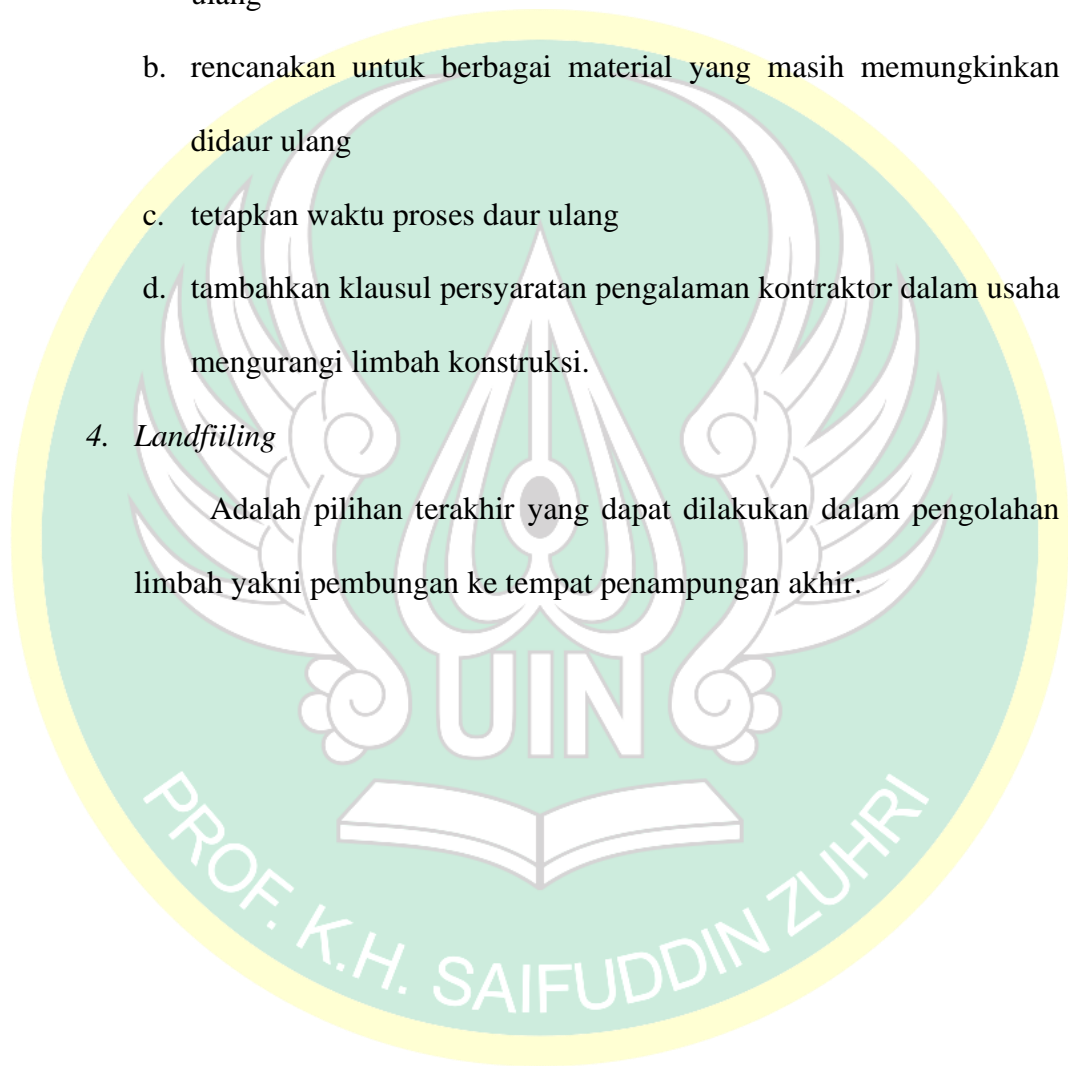 ulang
b. rencanakan untuk berbagai material yang masih memungkinkan
didaur ulang
c. tetapkan waktu proses daur ulang
d. tambahkan klausul persyaratan pengalaman kontraktor dalam usaha
mengurangi limbah konstruksi.
4. Landfiiling
Adalah pilihan terakhir yang dapat dilakukan dalam pengolahan
limbah yakni pembungan ke tempat penampungan akhir.
UIN
PROF. K.H. SAIFUDDIN ZUHRI